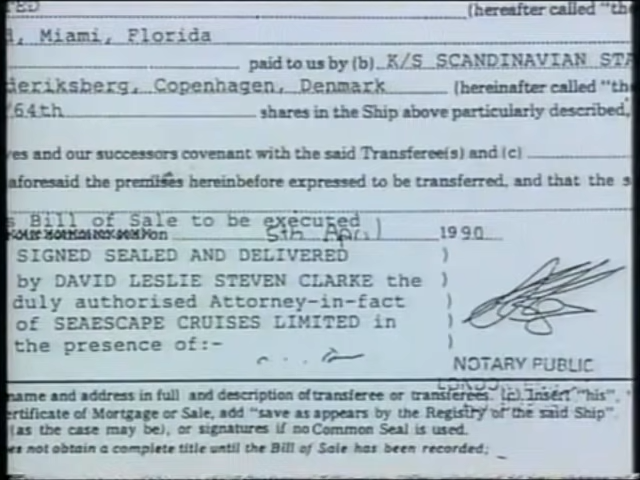 (hereafter called "the
, Miami, Florida
paid to us by (b) K/S SCANDINAVIAN STA
deriksberg, Copenhagen, Denmark (hereinafter called "the
/64th shares in the Ship above particularly described,
ves and our successors covenant with the said Transferee(s) and (c)
aforesaid the premises hereinbefore expressed to be transferred, and that the s
s Bill of Sale to be executed
on 5th April 1990
SIGNED SEALED AND DELIVERED )
by DAVID LESLIE STEVEN CLARKE the )
duly authorised Attorney-in-fact )
of SEAESCAPE CRUISES LIMITED in )
the presence of:- )
NOTARY PUBLIC
name and address in full and description of transferee or transferees. (c) Insert "his",
ertificate of Mortgage or Sale, add "save as appears by the Registry of the said Ship".
(as the case may be), or signatures if no Common Seal is used.
es not obtain a complete title until the Bill of Sale has been recorded;